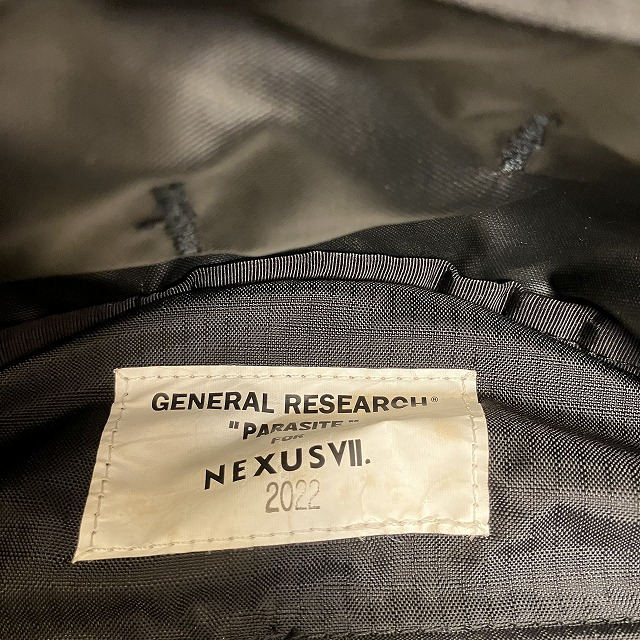 GENERAL RESEARCH®
"PARASITE"
FOR
NEXUSVII.
2022